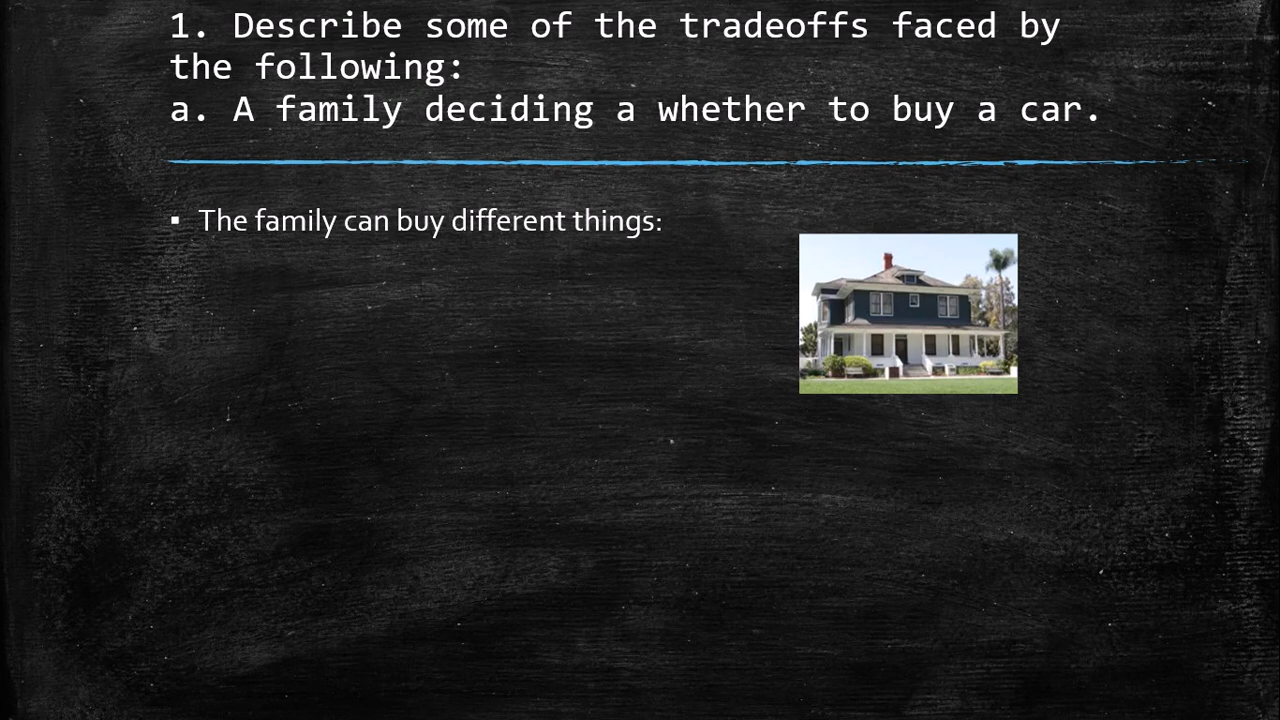 1. Describe some of the tradeoffs faced by
the following:
a. A family deciding a whether to buy a car.
▪ The family can buy different things: